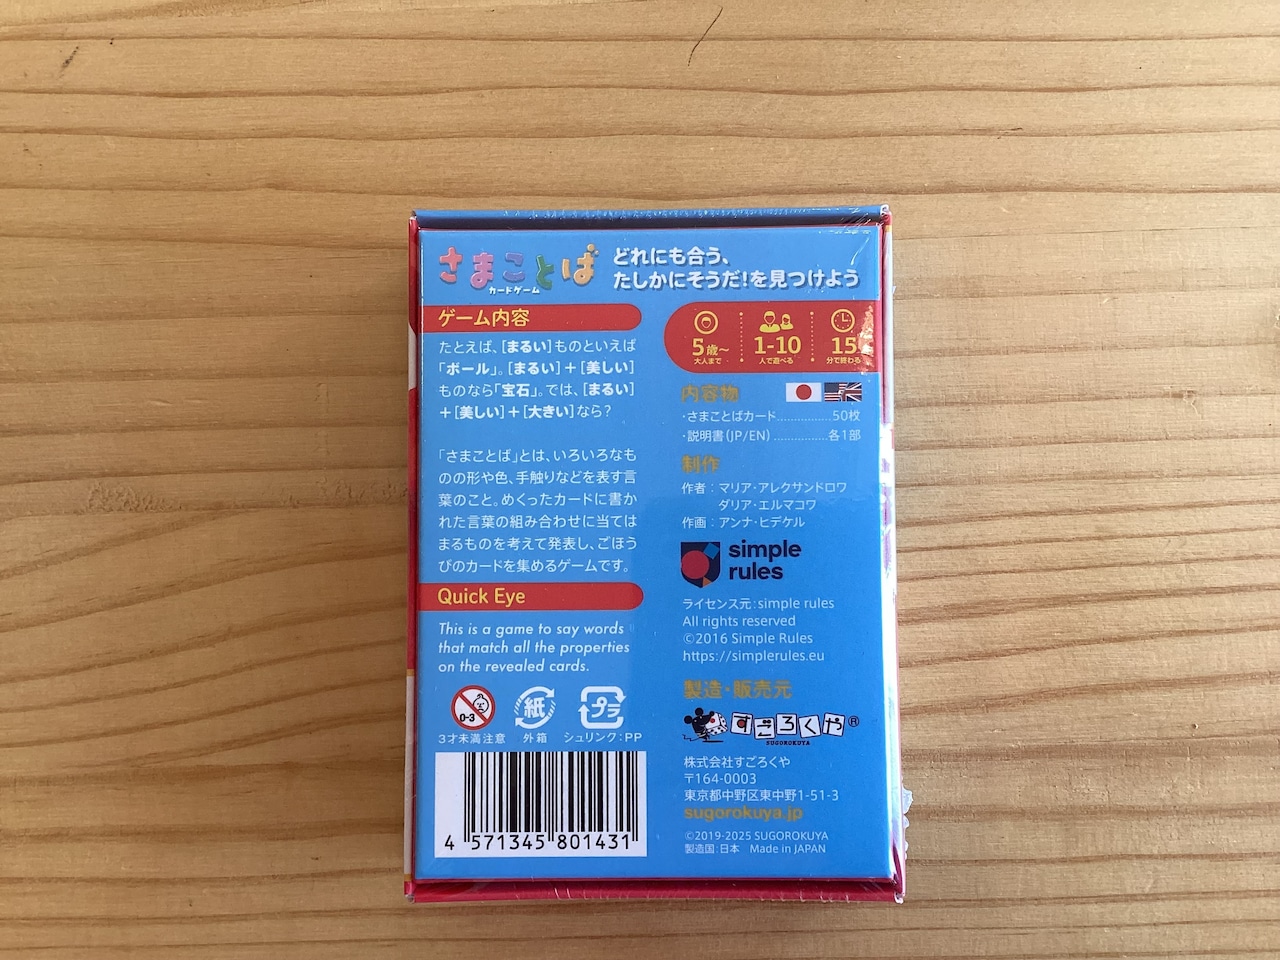 さまことば
カードゲーム
どれにも合う、
たしかにそうだ!を見つけよう
ゲーム内容
たとえば、[まるい]ものといえば
「ボール」。[まるい]+[美しい]
ものなら「宝石」。では、[まるい]
+[美しい]+[大きい]なら?
「さまことば」とは、いろいろなも
のの形や色、手触りなどを表す言
葉のこと。めくったカードに書か
れた言葉の組み合わせに当ては
まるものを考えて発表し、ごほう
びのカードを集めるゲームです。
Quick Eye
This is a game to say words
that match all the properties
on the revealed cards.
0-3
3才未満注意
紙
外箱
プラ
シュリンク:PP
4 571345 801431
5歳〜
大人まで
1-10
人で遊べる
15
分で終わる
内容物
・さまことばカード................50枚
・説明書(JP/EN)................各1部
制作
作者:マリア・アレクサンドロワ
ダリア・エルマコワ
作画:アンナ・ヒデケル
simple
rules
ライセンス元:simple rules
All rights reserved
©2016 Simple Rules
https://simplerules.eu
製造・販売元
すごろくや®
SUGOROKUYA
株式会社すごろくや
〒164-0003
東京都中野区東中野1-51-3
sugorokuya.jp
©2019-2025 SUGOROKUYA
製造国:日本 Made in JAPAN